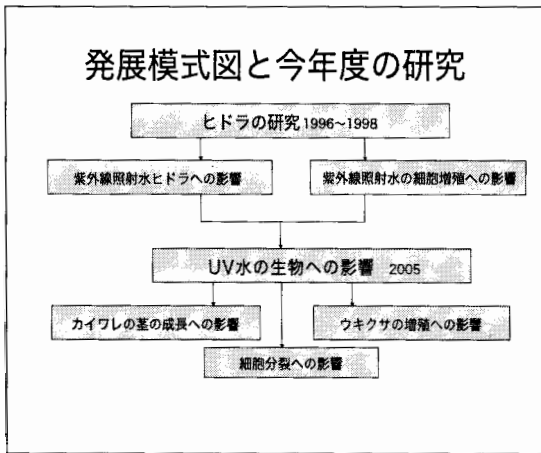 発展模式図と今年度の研究
ヒドラの研究 1996~1998
紫外線照射水ヒドラへの影響
紫外線照射水の細胞増殖への影響
UV水の生物への影響 2005
カイワレの茎の成長への影響
ウキクサの増殖への影響
細胞分裂への影響